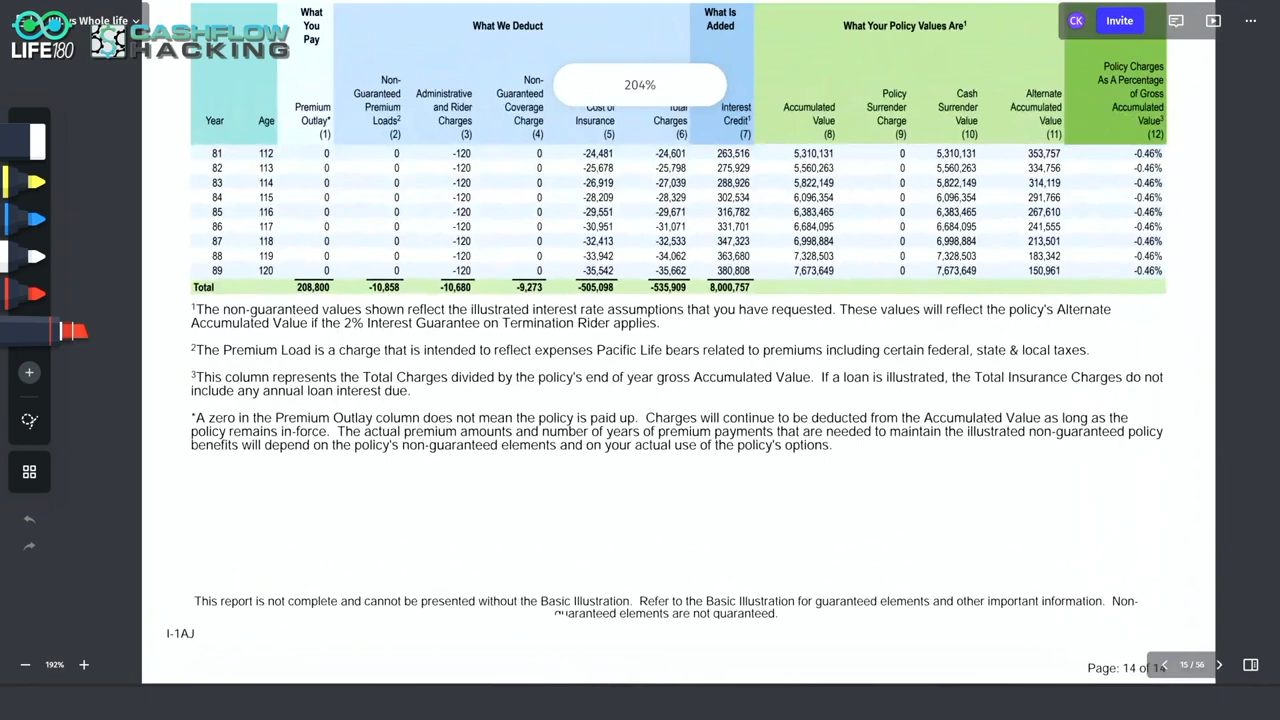 LIFE180
CASHFLOW
HACKING
ys Whole life
CK
Invite
204%
What You Pay
What We Deduct
What Is Added
What Your Policy Values Are1
Year Age Premium Outlay* (1) Non-Guaranteed Premium Loads2 (2) Administrative and Rider Charges (3) Non-Guaranteed Coverage Charge (4) Cost of Insurance (5) Total Charges (6) Interest Credit1 (7) Accumulated Value (8) Policy Surrender Charge (9) Cash Surrender Value (10) Alternate Accumulated Value (11) Policy Charges As A Percentage of Gross Accumulated Value3 (12)
81 112 0 0 -120 0 -24,481 -24,601 263,516 5,310,131 0 5,310,131 353,757 -0.46%
82 113 0 0 -120 0 -25,678 -25,798 275,929 5,560,263 0 5,560,263 334,756 -0.46%
83 114 0 0 -120 0 -26,919 -27,039 288,926 5,822,149 0 5,822,149 314,119 -0.46%
84 115 0 0 -120 0 -28,209 -28,329 302,534 6,096,354 0 6,096,354 291,766 -0.46%
85 116 0 0 -120 0 -29,551 -29,671 316,782 6,383,465 0 6,383,465 267,610 -0.46%
86 117 0 0 -120 0 -30,951 -31,071 331,701 6,684,095 0 6,684,095 241,555 -0.46%
87 118 0 0 -120 0 -32,413 -32,533 347,323 6,998,884 0 6,998,884 213,501 -0.46%
88 119 0 0 -120 0 -33,942 -34,062 363,680 7,328,503 0 7,328,503 183,342 -0.46%
89 120 0 0 -120 0 -35,542 -35,662 380,808 7,673,649 0 7,673,649 150,961 -0.46%
Total 208,800 -10,858 -10,680 -9,273 -505,098 -535,909 8,000,757
1The non-guaranteed values shown reflect the illustrated interest rate assumptions that you have requested. These values will reflect the policy's Alternate
Accumulated Value if the 2% Interest Guarantee on Termination Rider applies.
2The Premium Load is a charge that is intended to reflect expenses Pacific Life bears related to premiums including certain federal, state & local taxes.
3This column represents the Total Charges divided by the policy's end of year gross Accumulated Value. If a loan is illustrated, the Total Insurance Charges do not
include any annual loan interest due.
*A zero in the Premium Outlay column does not mean the policy is paid up. Charges will continue to be deducted from the Accumulated Value as long as the
policy remains in-force. The actual premium amounts and number of years of premium payments that are needed to maintain the illustrated non-guaranteed policy
benefits will depend on the policy's non-guaranteed elements and on your actual use of the policy's options.
This report is not complete and cannot be presented without the Basic Illustration. Refer to the Basic Illustration for guaranteed elements and other important information. Non-
guaranteed elements are not guaranteed.
I-1AJ
192%
Page: 14 of 14
15 / 56